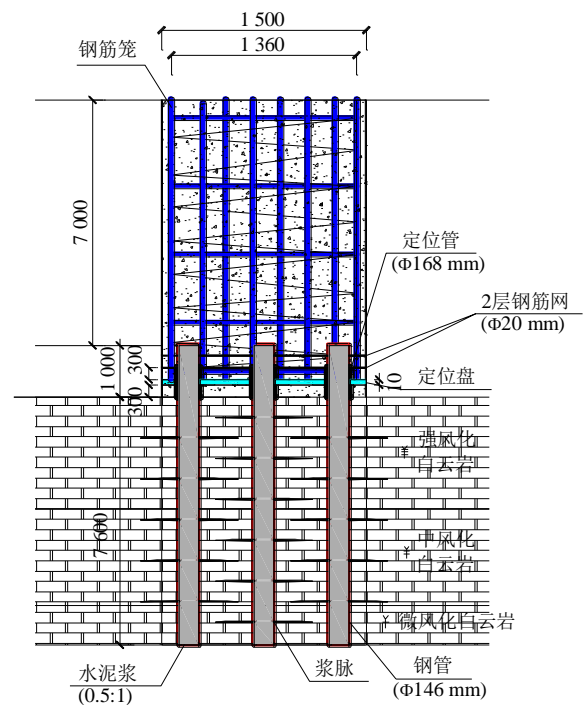 1 500
1 360
钢筋笼
7 000
定位管
(Φ168 mm)
2层钢筋网
(Φ20 mm)
1 000
300
300
10
定位盘
强风化
白云岩
7 600
中风化
白云岩
微风化白云岩
水泥浆
(0.5:1)
浆脉
钢管
(Φ146 mm)